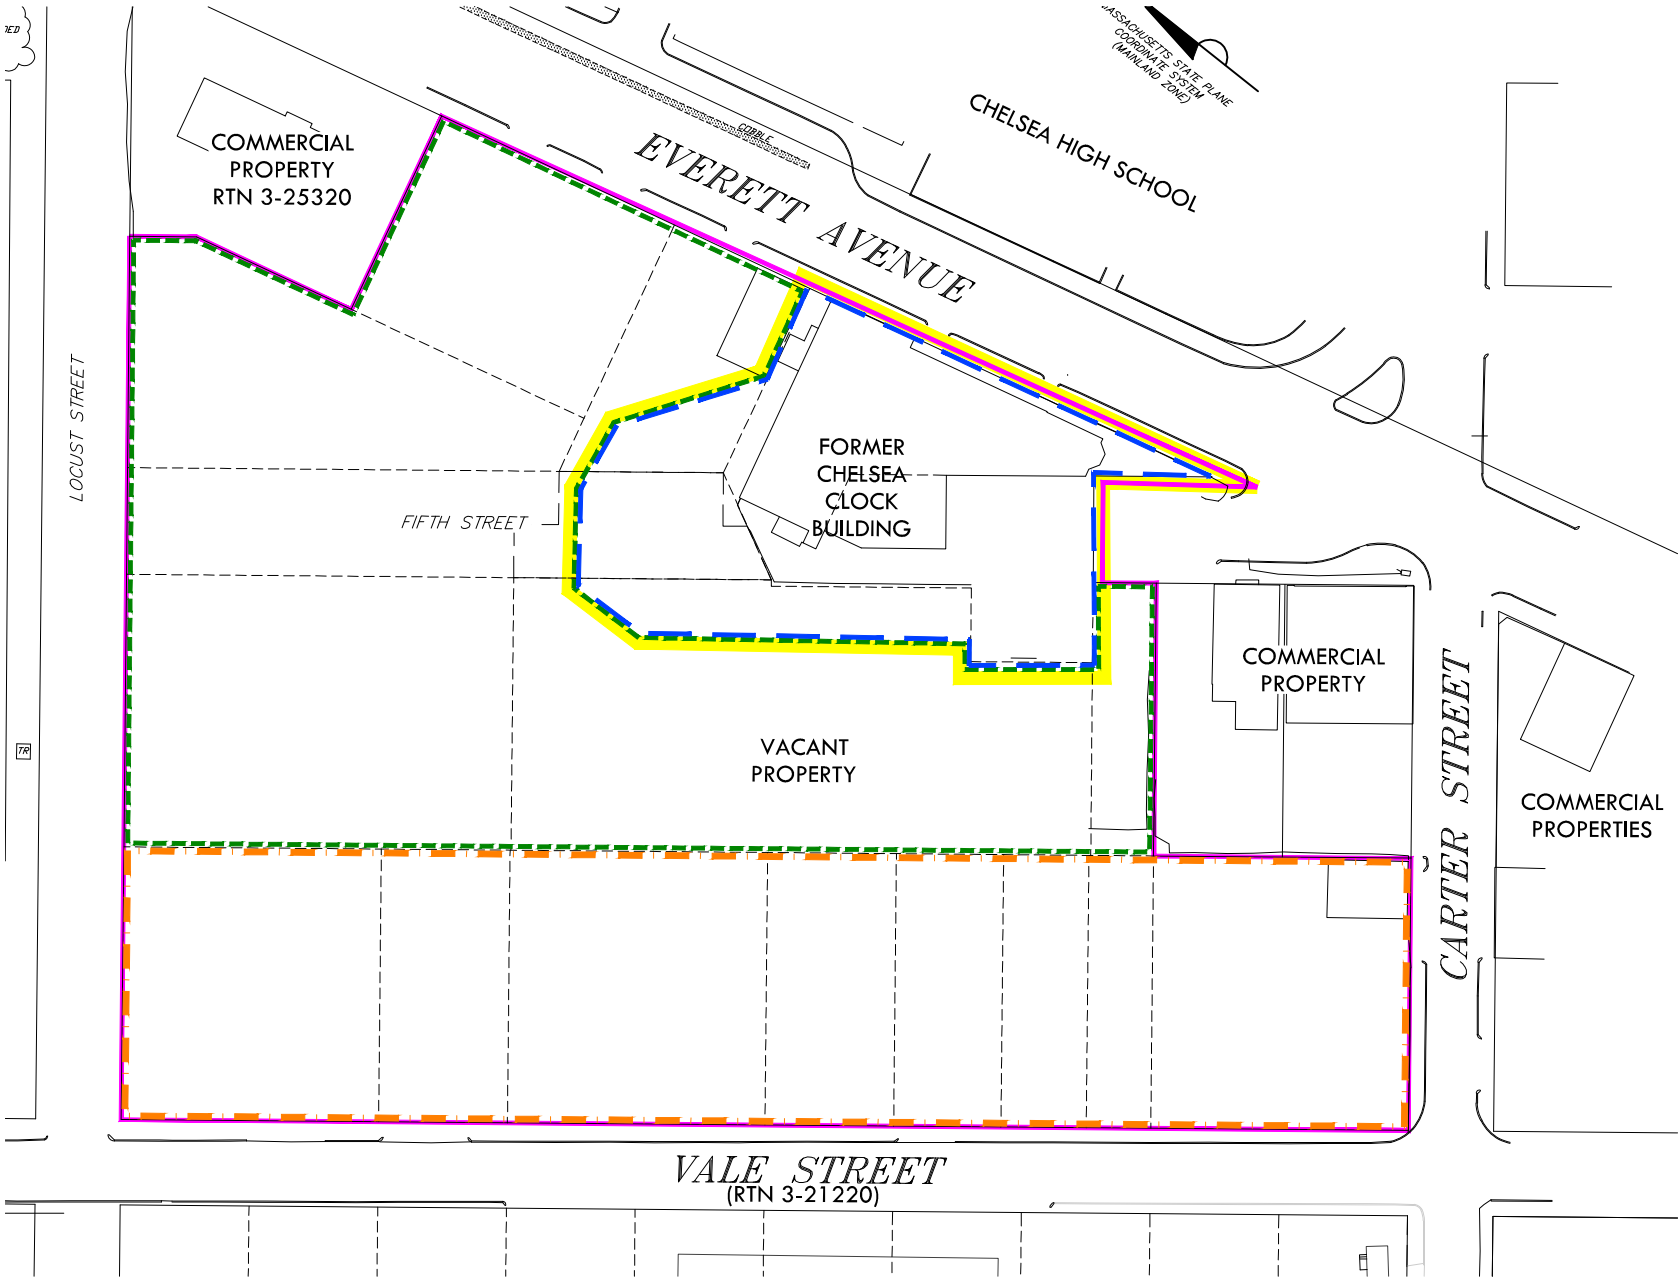 MASSACHUSETTS STATE PLANE
COORDINATE SYSTEM
(MAINLAND ZONE)
CHELSEA HIGH SCHOOL
COBBLE
EVERETT AVENUE
COMMERCIAL
PROPERTY
RTN 3-25320
LOCUST STREET
FORMER
CHELSEA
CLOCK
BUILDING
FIFTH STREET
COMMERCIAL
PROPERTY
CARTER STREET
VACANT
PROPERTY
TR
COMMERCIAL
PROPERTIES
VALE STREET
(RTN 3-21220)